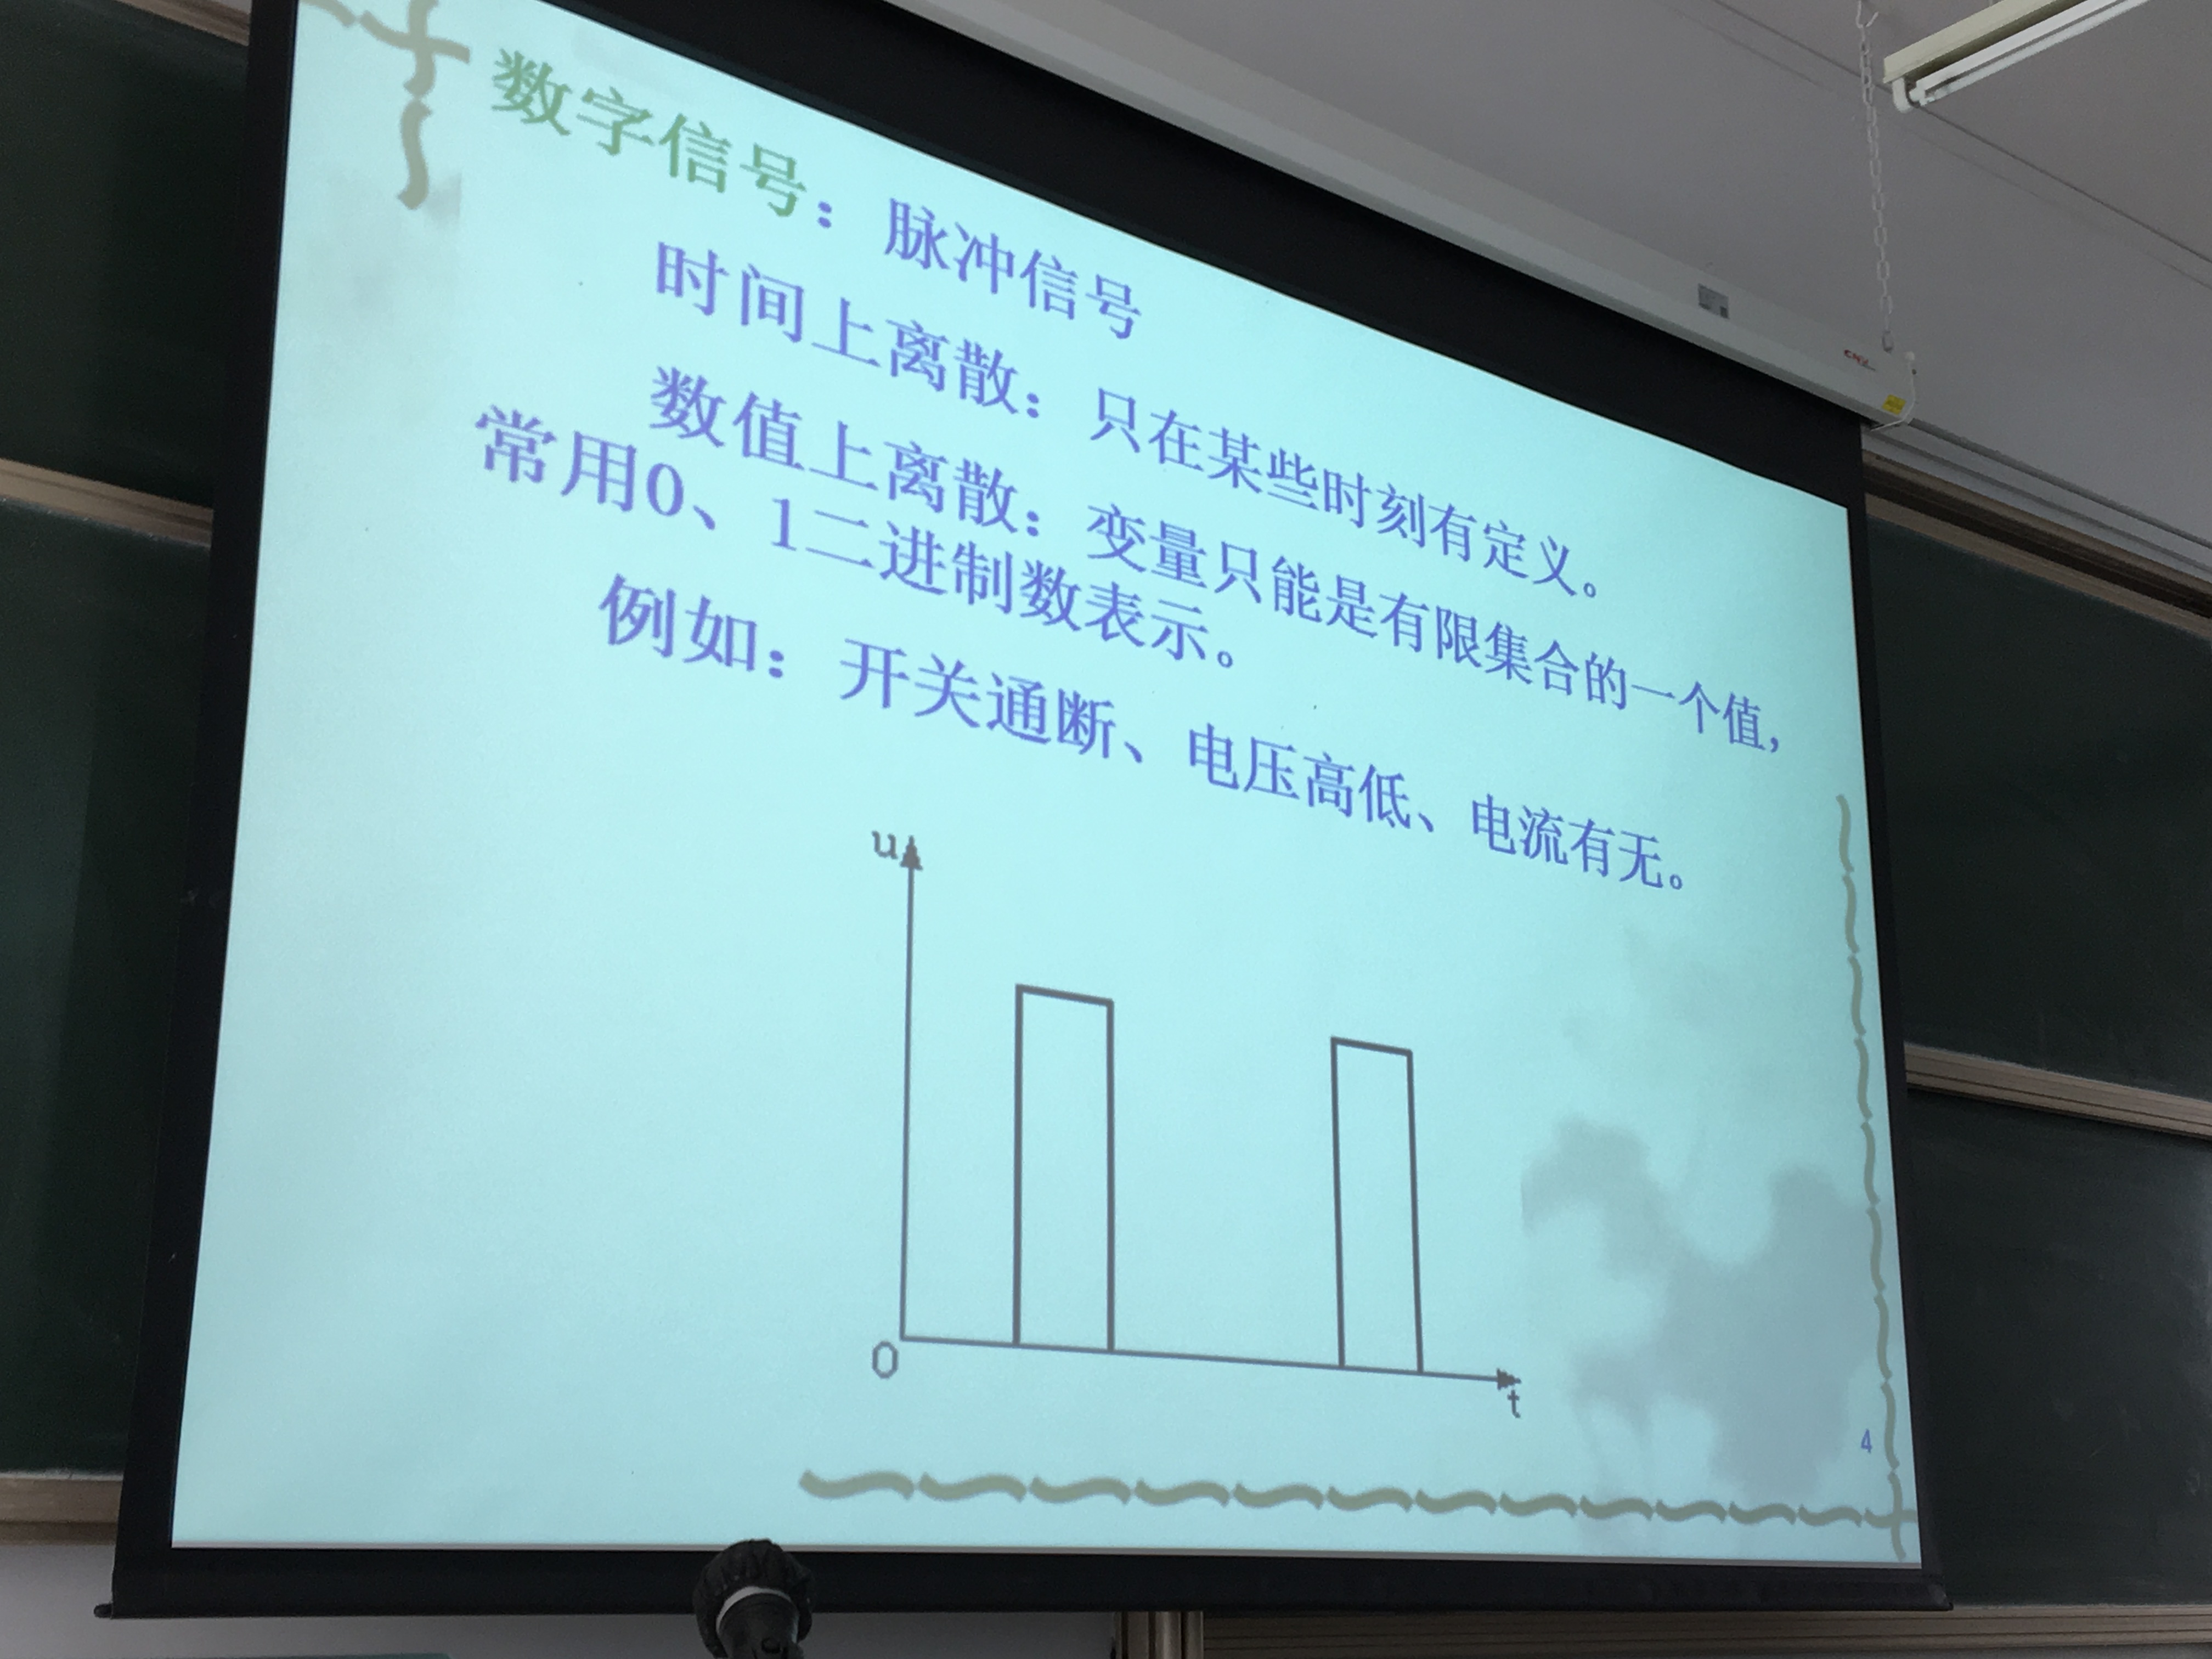 数字信号：脉冲信号
时间上离散：只在某些时刻有定义。
数值上离散：变量只能是有限集合的一个值，
常用0、1二进制数表示。
例如：开关通断、电压高低、电流有无。
u
0
t
4